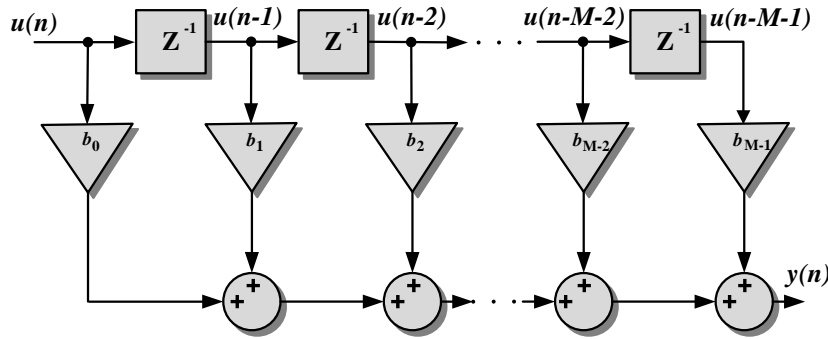 u(n) Z⁻¹ u(n-1) Z⁻¹ u(n-2) · · · u(n-M-2) Z⁻¹ u(n-M-1)
b₀ b₁ b₂ b_M-2 b_M-1
+ + + + · · · + + + + y(n)